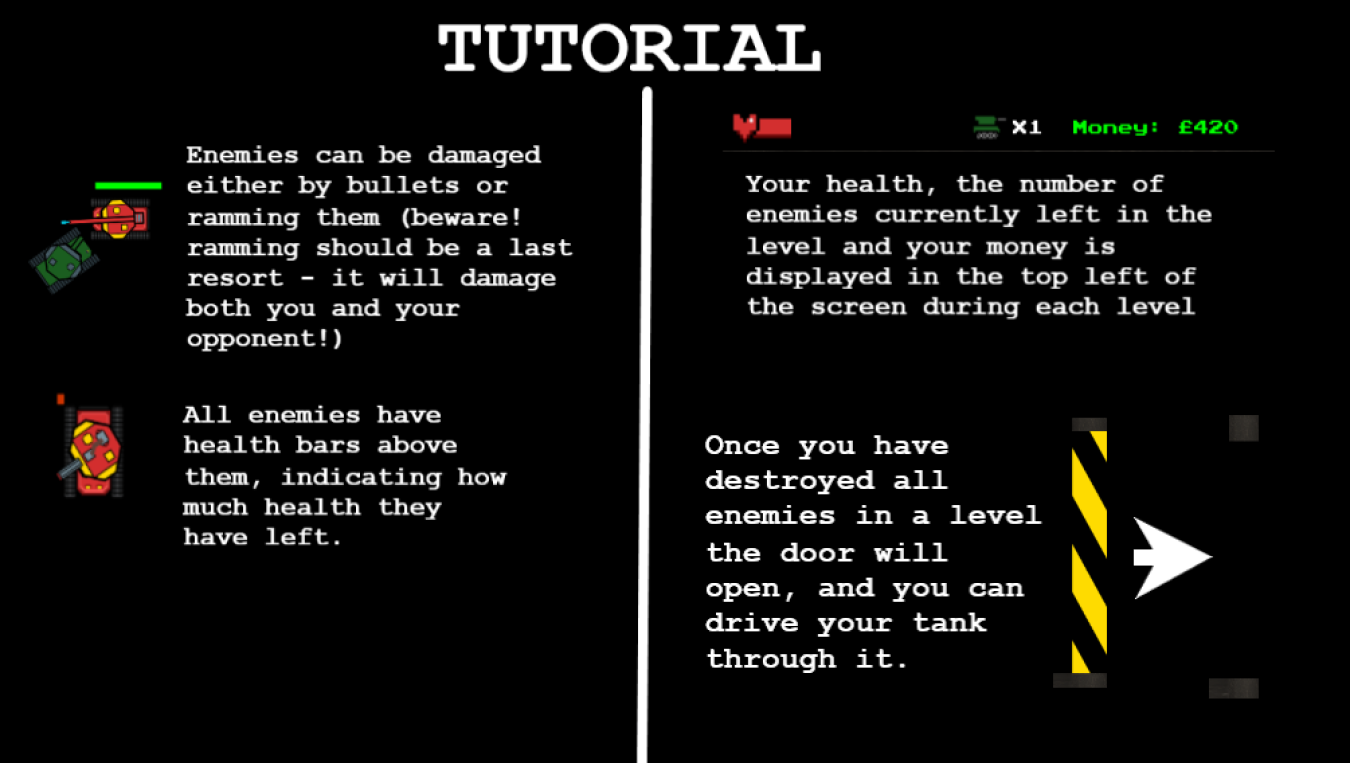 TUTORIAL
Enemies can be damaged
either by bullets or
ramming them (beware!
ramming should be a last
resort - it will damage
both you and your
opponent!)
All enemies have
health bars above
them, indicating how
much health they
have left.
X1 Money: £420
Your health, the number of
enemies currently left in the
level and your money is
displayed in the top left of
the screen during each level
Once you have
destroyed all
enemies in a level
the door will
open, and you can
drive your tank
through it.